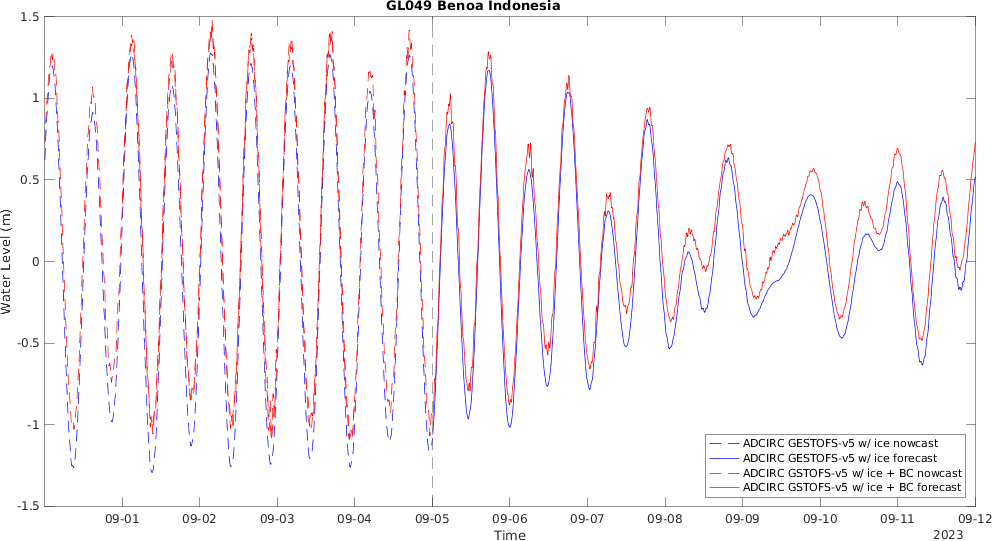 GL049 Benoa Indonesia
1.5
1
0.5
0
-0.5
-1
-1.5
Water Level (m)
ADCIRC GESTOFS-v5 w/ ice nowcast
ADCIRC GESTOFS-v5 w/ ice forecast
ADCIRC GSTOFS-v5 w/ ice + BC nowcast
ADCIRC GSTOFS-v5 w/ ice + BC forecast
09-01 09-02 09-03 09-04 09-05 09-06 09-07 09-08 09-09 09-10 09-11 09-12
Time
2023